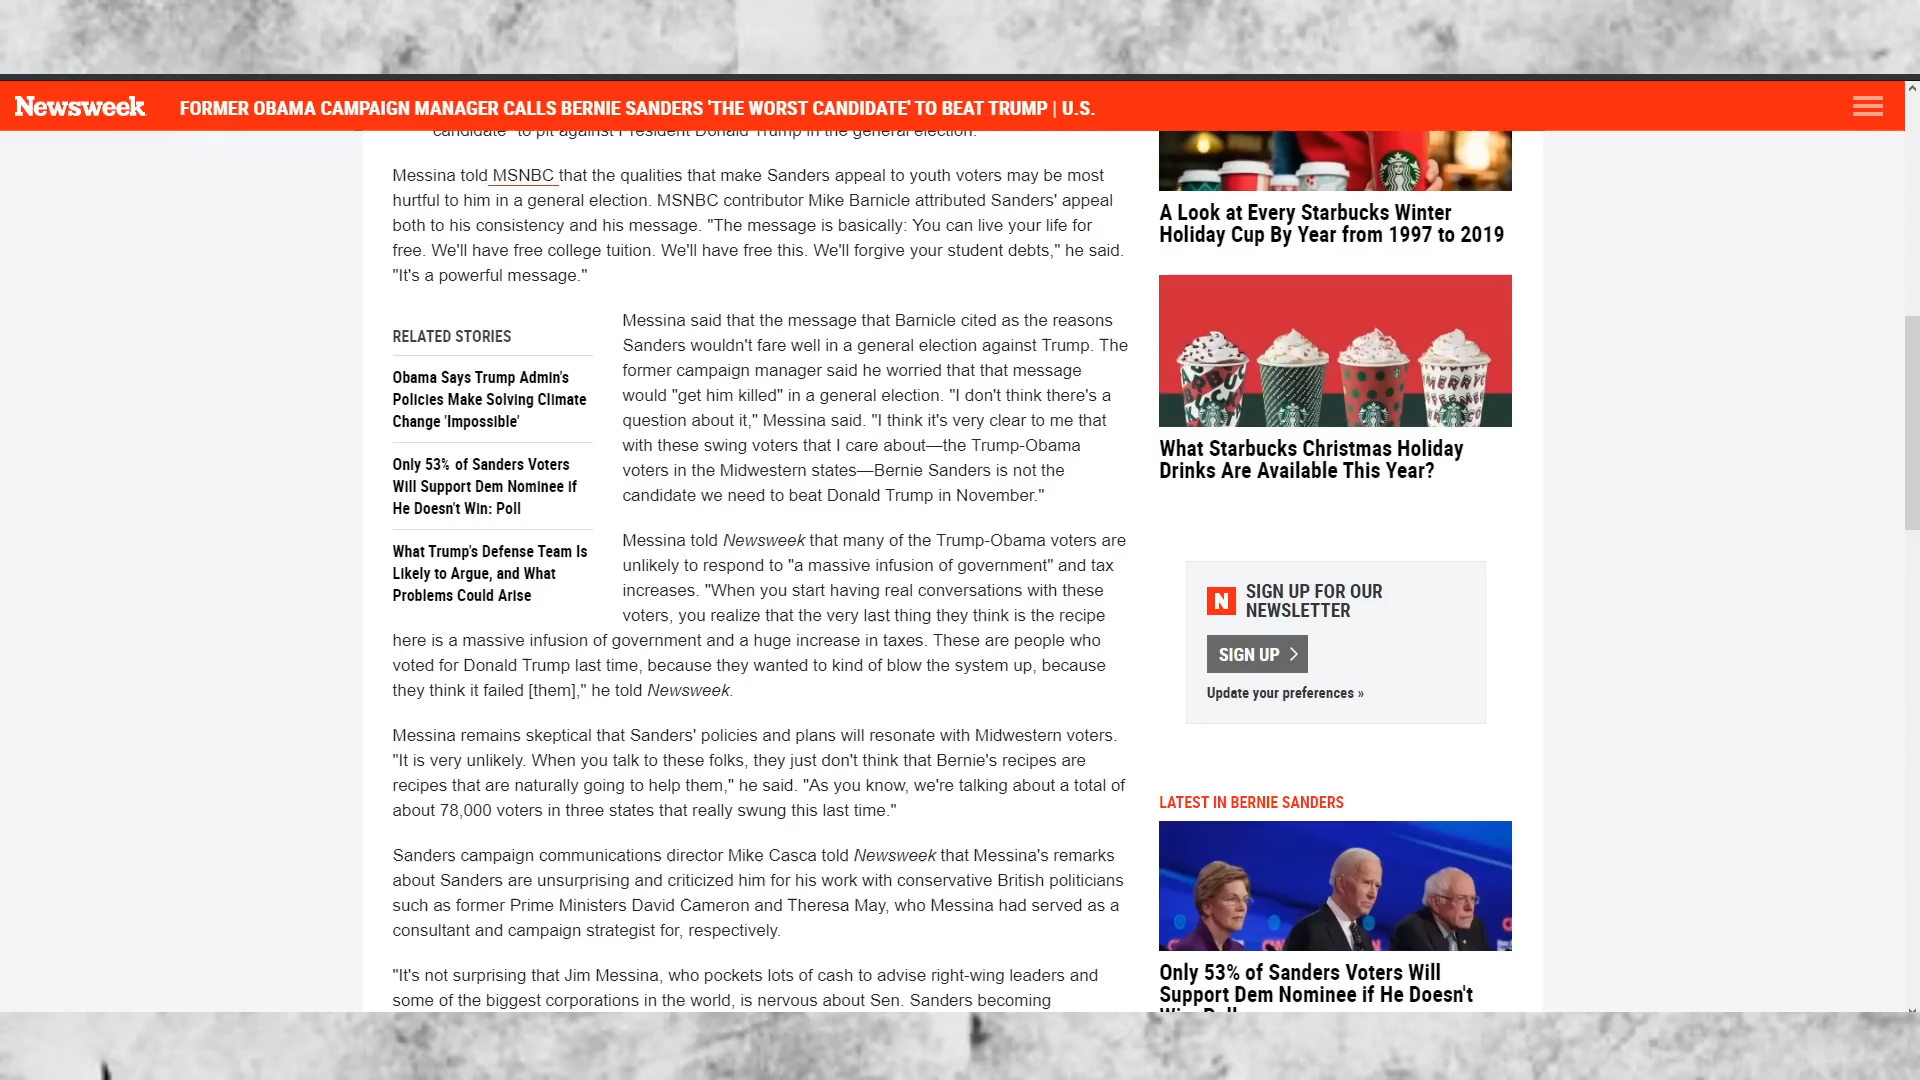 Newsweek FORMER OBAMA CAMPAIGN MANAGER CALLS BERNIE SANDERS 'THE WORST CANDIDATE' TO BEAT TRUMP | U.S.
candidate" to pit against President Donald Trump in the general election.
Messina told MSNBC that the qualities that make Sanders appeal to youth voters may be most
hurtful to him in a general election. MSNBC contributor Mike Barnicle attributed Sanders' appeal
both to his consistency and his message. "The message is basically: You can live your life for
free. We'll have free college tuition. We'll have free this. We'll forgive your student debts," he said.
"It's a powerful message."
RELATED STORIES
Obama Says Trump Admin's
Policies Make Solving Climate
Change 'Impossible'
Only 53% of Sanders Voters
Will Support Dem Nominee if
He Doesn't Win: Poll
What Trump's Defense Team Is
Likely to Argue, and What
Problems Could Arise
Messina said that the message that Barnicle cited as the reasons
Sanders wouldn't fare well in a general election against Trump. The
former campaign manager said he worried that that message
would "get him killed" in a general election. "I don't think there's a
question about it," Messina said. "I think it's very clear to me that
with these swing voters that I care about—the Trump-Obama
voters in the Midwestern states—Bernie Sanders is not the
candidate we need to beat Donald Trump in November."
Messina told Newsweek that many of the Trump-Obama voters are
unlikely to respond to "a massive infusion of government" and tax
increases. "When you start having real conversations with these
voters, you realize that the very last thing they think is the recipe
here is a massive infusion of government and a huge increase in taxes. These are people who
voted for Donald Trump last time, because they wanted to kind of blow the system up, because
they think it failed [them]," he told Newsweek.
Messina remains skeptical that Sanders' policies and plans will resonate with Midwestern voters.
"It is very unlikely. When you talk to these folks, they just don't think that Bernie's recipes are
recipes that are naturally going to help them," he said. "As you know, we're talking about a total of
about 78,000 voters in three states that really swung this last time."
Sanders campaign communications director Mike Casca told Newsweek that Messina's remarks
about Sanders are unsurprising and criticized him for his work with conservative British politicians
such as former Prime Ministers David Cameron and Theresa May, who Messina had served as a
consultant and campaign strategist for, respectively.
"It's not surprising that Jim Messina, who pockets lots of cash to advise right-wing leaders and
some of the biggest corporations in the world, is nervous about Sen. Sanders becoming
A Look at Every Starbucks Winter
Holiday Cup By Year from 1997 to 2019
What Starbucks Christmas Holiday
Drinks Are Available This Year?
N SIGN UP FOR OUR
NEWSLETTER
SIGN UP
Update your preferences »
LATEST IN BERNIE SANDERS
Only 53% of Sanders Voters Will
Support Dem Nominee if He Doesn't